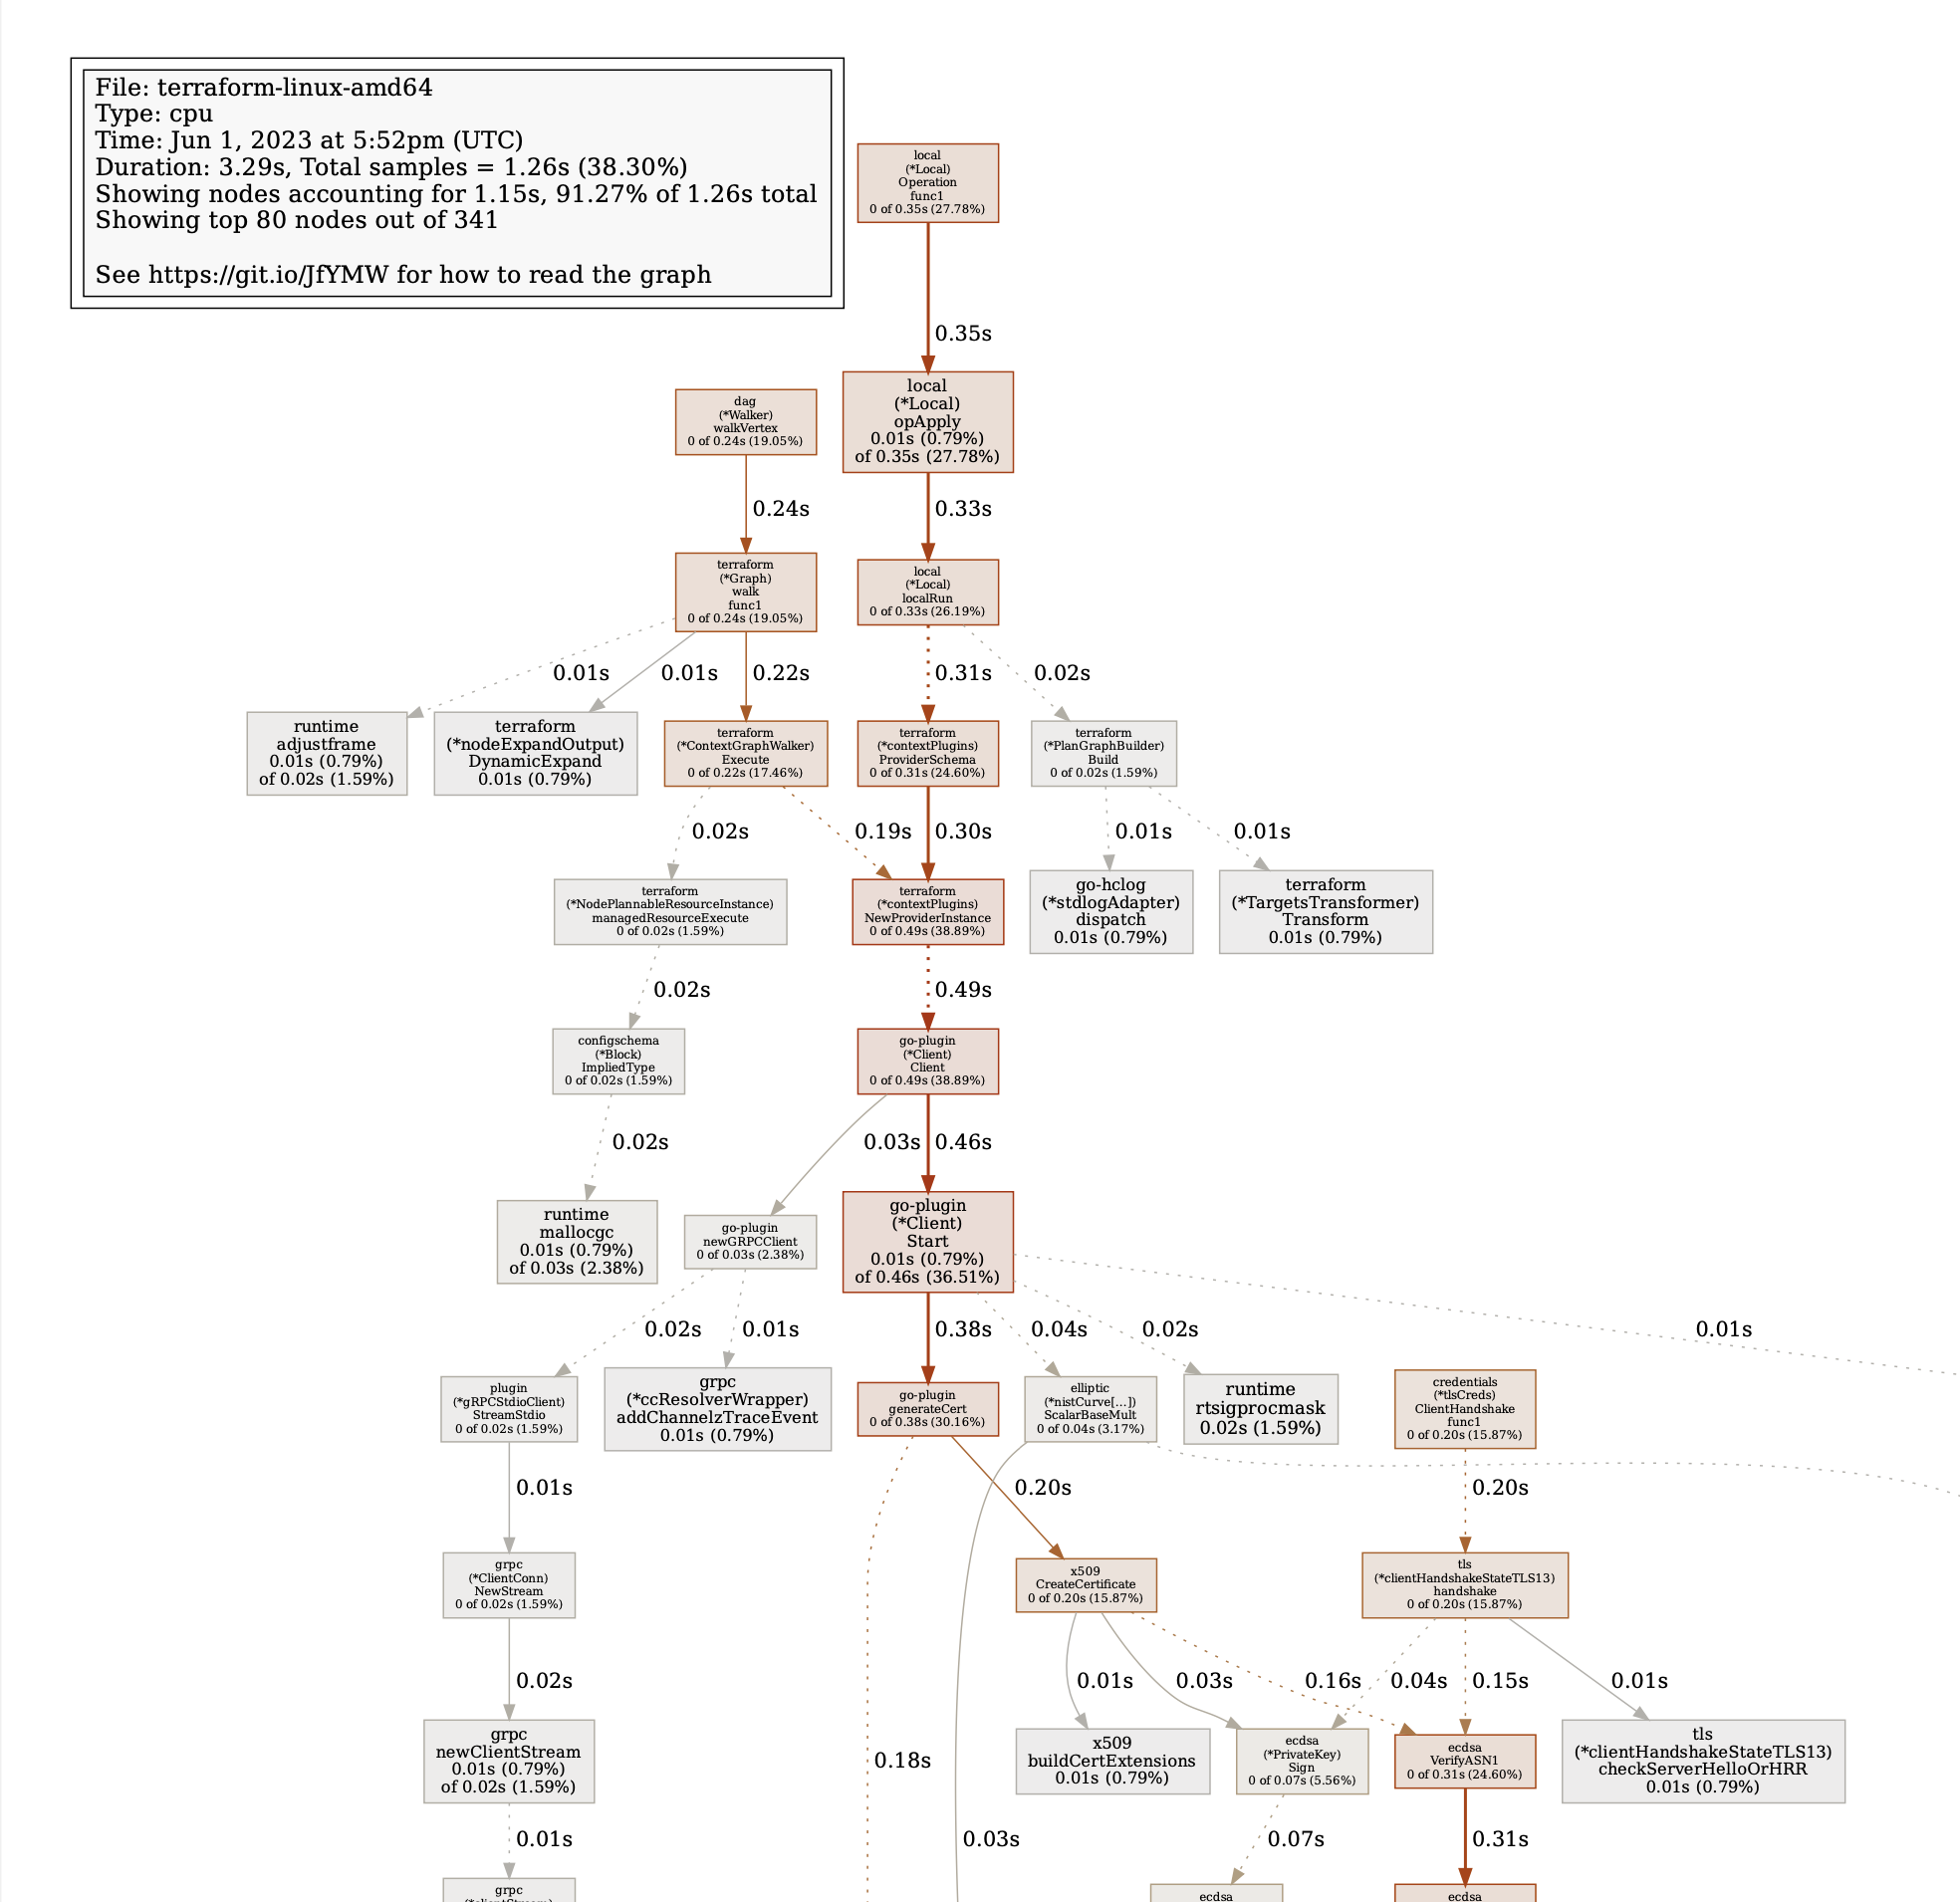 File: terraform-linux-amd64
Type: cpu
Time: Jun 1, 2023 at 5:52pm (UTC)
Duration: 3.29s, Total samples = 1.26s (38.30%)
Showing nodes accounting for 1.15s, 91.27% of 1.26s total
Showing top 80 nodes out of 341
See https://git.io/JfYMW for how to read the graph
local
(*Local)
Operation
func1
0 of 0.35s (27.78%)
0.35s
local
(*Local)
opApply
0.01s (0.79%)
of 0.35s (27.78%)
dag
(*Walker)
walkVertex
0 of 0.24s (19.05%)
0.24s
0.33s
terraform
(*Graph)
walk
func1
0 of 0.24s (19.05%)
local
(*Local)
localRun
0 of 0.33s (26.19%)
0.01s
0.01s
0.22s
0.31s
0.02s
runtime
adjustframe
0.01s (0.79%)
of 0.02s (1.59%)
terraform
(*nodeExpandOutput)
DynamicExpand
0.01s (0.79%)
terraform
(*ContextGraphWalker)
Execute
0 of 0.22s (17.46%)
terraform
(*contextPlugins)
ProviderSchema
0 of 0.31s (24.60%)
terraform
(*PlanGraphBuilder)
Build
0 of 0.02s (1.59%)
0.02s
0.19s
0.30s
0.01s
0.01s
terraform
(*NodePlannableResourceInstance)
managedResourceExecute
0 of 0.02s (1.59%)
terraform
(*contextPlugins)
NewProviderInstance
0 of 0.49s (38.89%)
go-hclog
(*stdlogAdapter)
dispatch
0.01s (0.79%)
terraform
(*TargetsTransformer)
Transform
0.01s (0.79%)
0.02s
0.49s
configschema
(*Block)
ImpliedType
0 of 0.02s (1.59%)
go-plugin
(*Client)
Client
0 of 0.49s (38.89%)
0.02s
0.03s
0.46s
runtime
mallocgc
0.01s (0.79%)
of 0.03s (2.38%)
go-plugin
newGRPCClient
0 of 0.03s (2.38%)
go-plugin
(*Client)
Start
0.01s (0.79%)
of 0.46s (36.51%)
0.02s
0.01s
0.38s
0.04s
0.02s
0.01s
plugin
(*gRPCStdioClient)
StreamStdio
0 of 0.02s (1.59%)
grpc
(*ccResolverWrapper)
addChannelzTraceEvent
0.01s (0.79%)
go-plugin
generateCert
0 of 0.38s (30.16%)
elliptic
(*nistCurve[...])
ScalarBaseMult
0 of 0.04s (3.17%)
runtime
rtsigprocmask
0.02s (1.59%)
credentials
(*tlsCreds)
ClientHandshake
func1
0 of 0.20s (15.87%)
0.01s
0.20s
0.20s
grpc
(*ClientConn)
NewStream
0 of 0.02s (1.59%)
x509
CreateCertificate
0 of 0.20s (15.87%)
tls
(*clientHandshakeStateTLS13)
handshake
0 of 0.20s (15.87%)
0.02s
0.01s
0.03s
0.16s
0.04s
0.15s
0.01s
grpc
newClientStream
0.01s (0.79%)
of 0.02s (1.59%)
0.18s
x509
buildCertExtensions
0.01s (0.79%)
ecdsa
(*PrivateKey)
Sign
0 of 0.07s (5.56%)
ecdsa
VerifyASN1
0 of 0.31s (24.60%)
tls
(*clientHandshakeStateTLS13)
checkServerHelloOrHRR
0.01s (0.79%)
0.01s
0.03s
0.07s
0.31s
grpc
ecdsa
ecdsa